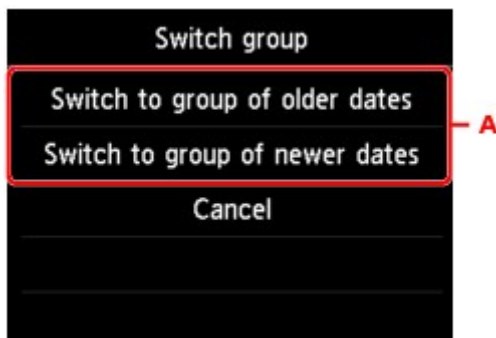 Switch group
Switch to group of older dates
A
Switch to group of newer dates
Cancel